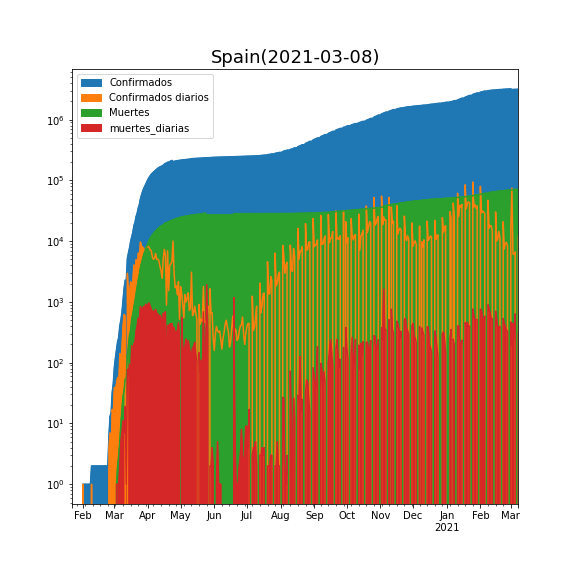 Spain(2021-03-08)
Confirmados
Confirmados diarios
Muertes
muertes_diarias
10^6
10^5
10^4
10^3
10^2
10^1
10^0
Feb Mar Apr May Jun Jul Aug Sep Oct Nov Dec Jan Feb Mar
2021